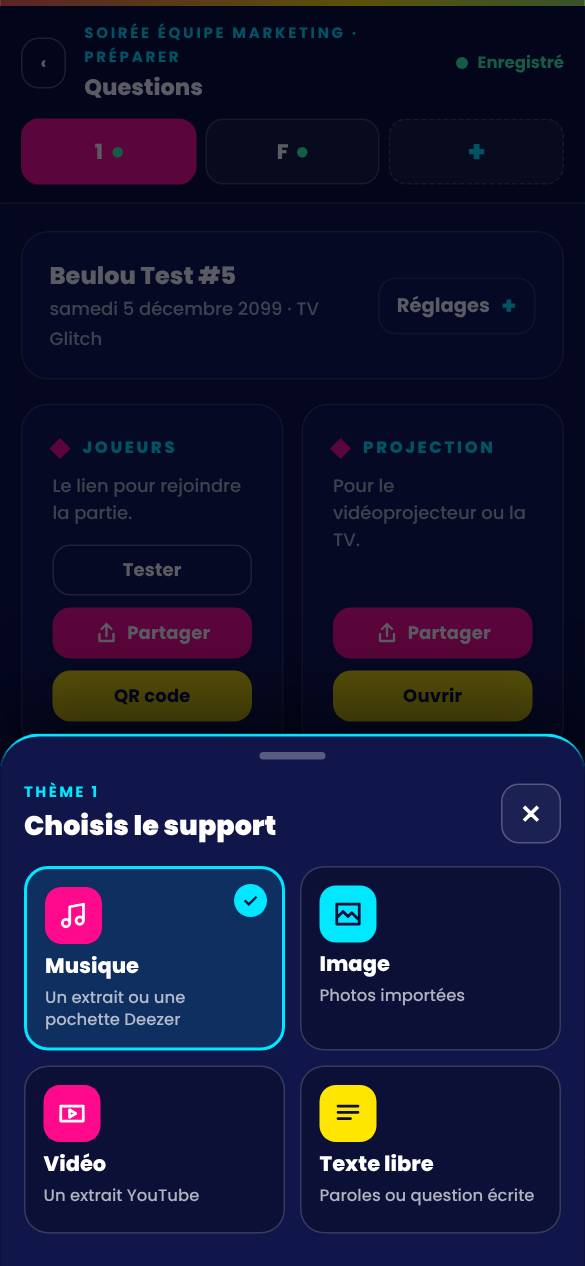 ‹
SOIRÉE ÉQUIPE MARKETING ·
PRÉPARER
Questions
Enregistré
1
F
+
Beulou Test #5
samedi 5 décembre 2099 · TV
Glitch
Réglages +
JOUEURS
Le lien pour rejoindre
la partie.
Tester
Partager
QR code
PROJECTION
Pour le
vidéoprojecteur ou la
TV.
Partager
Ouvrir
THÈME 1
Choisis le support
Musique
Un extrait ou une
pochette Deezer
Image
Photos importées
Vidéo
Un extrait YouTube
Texte libre
Paroles ou question écrite